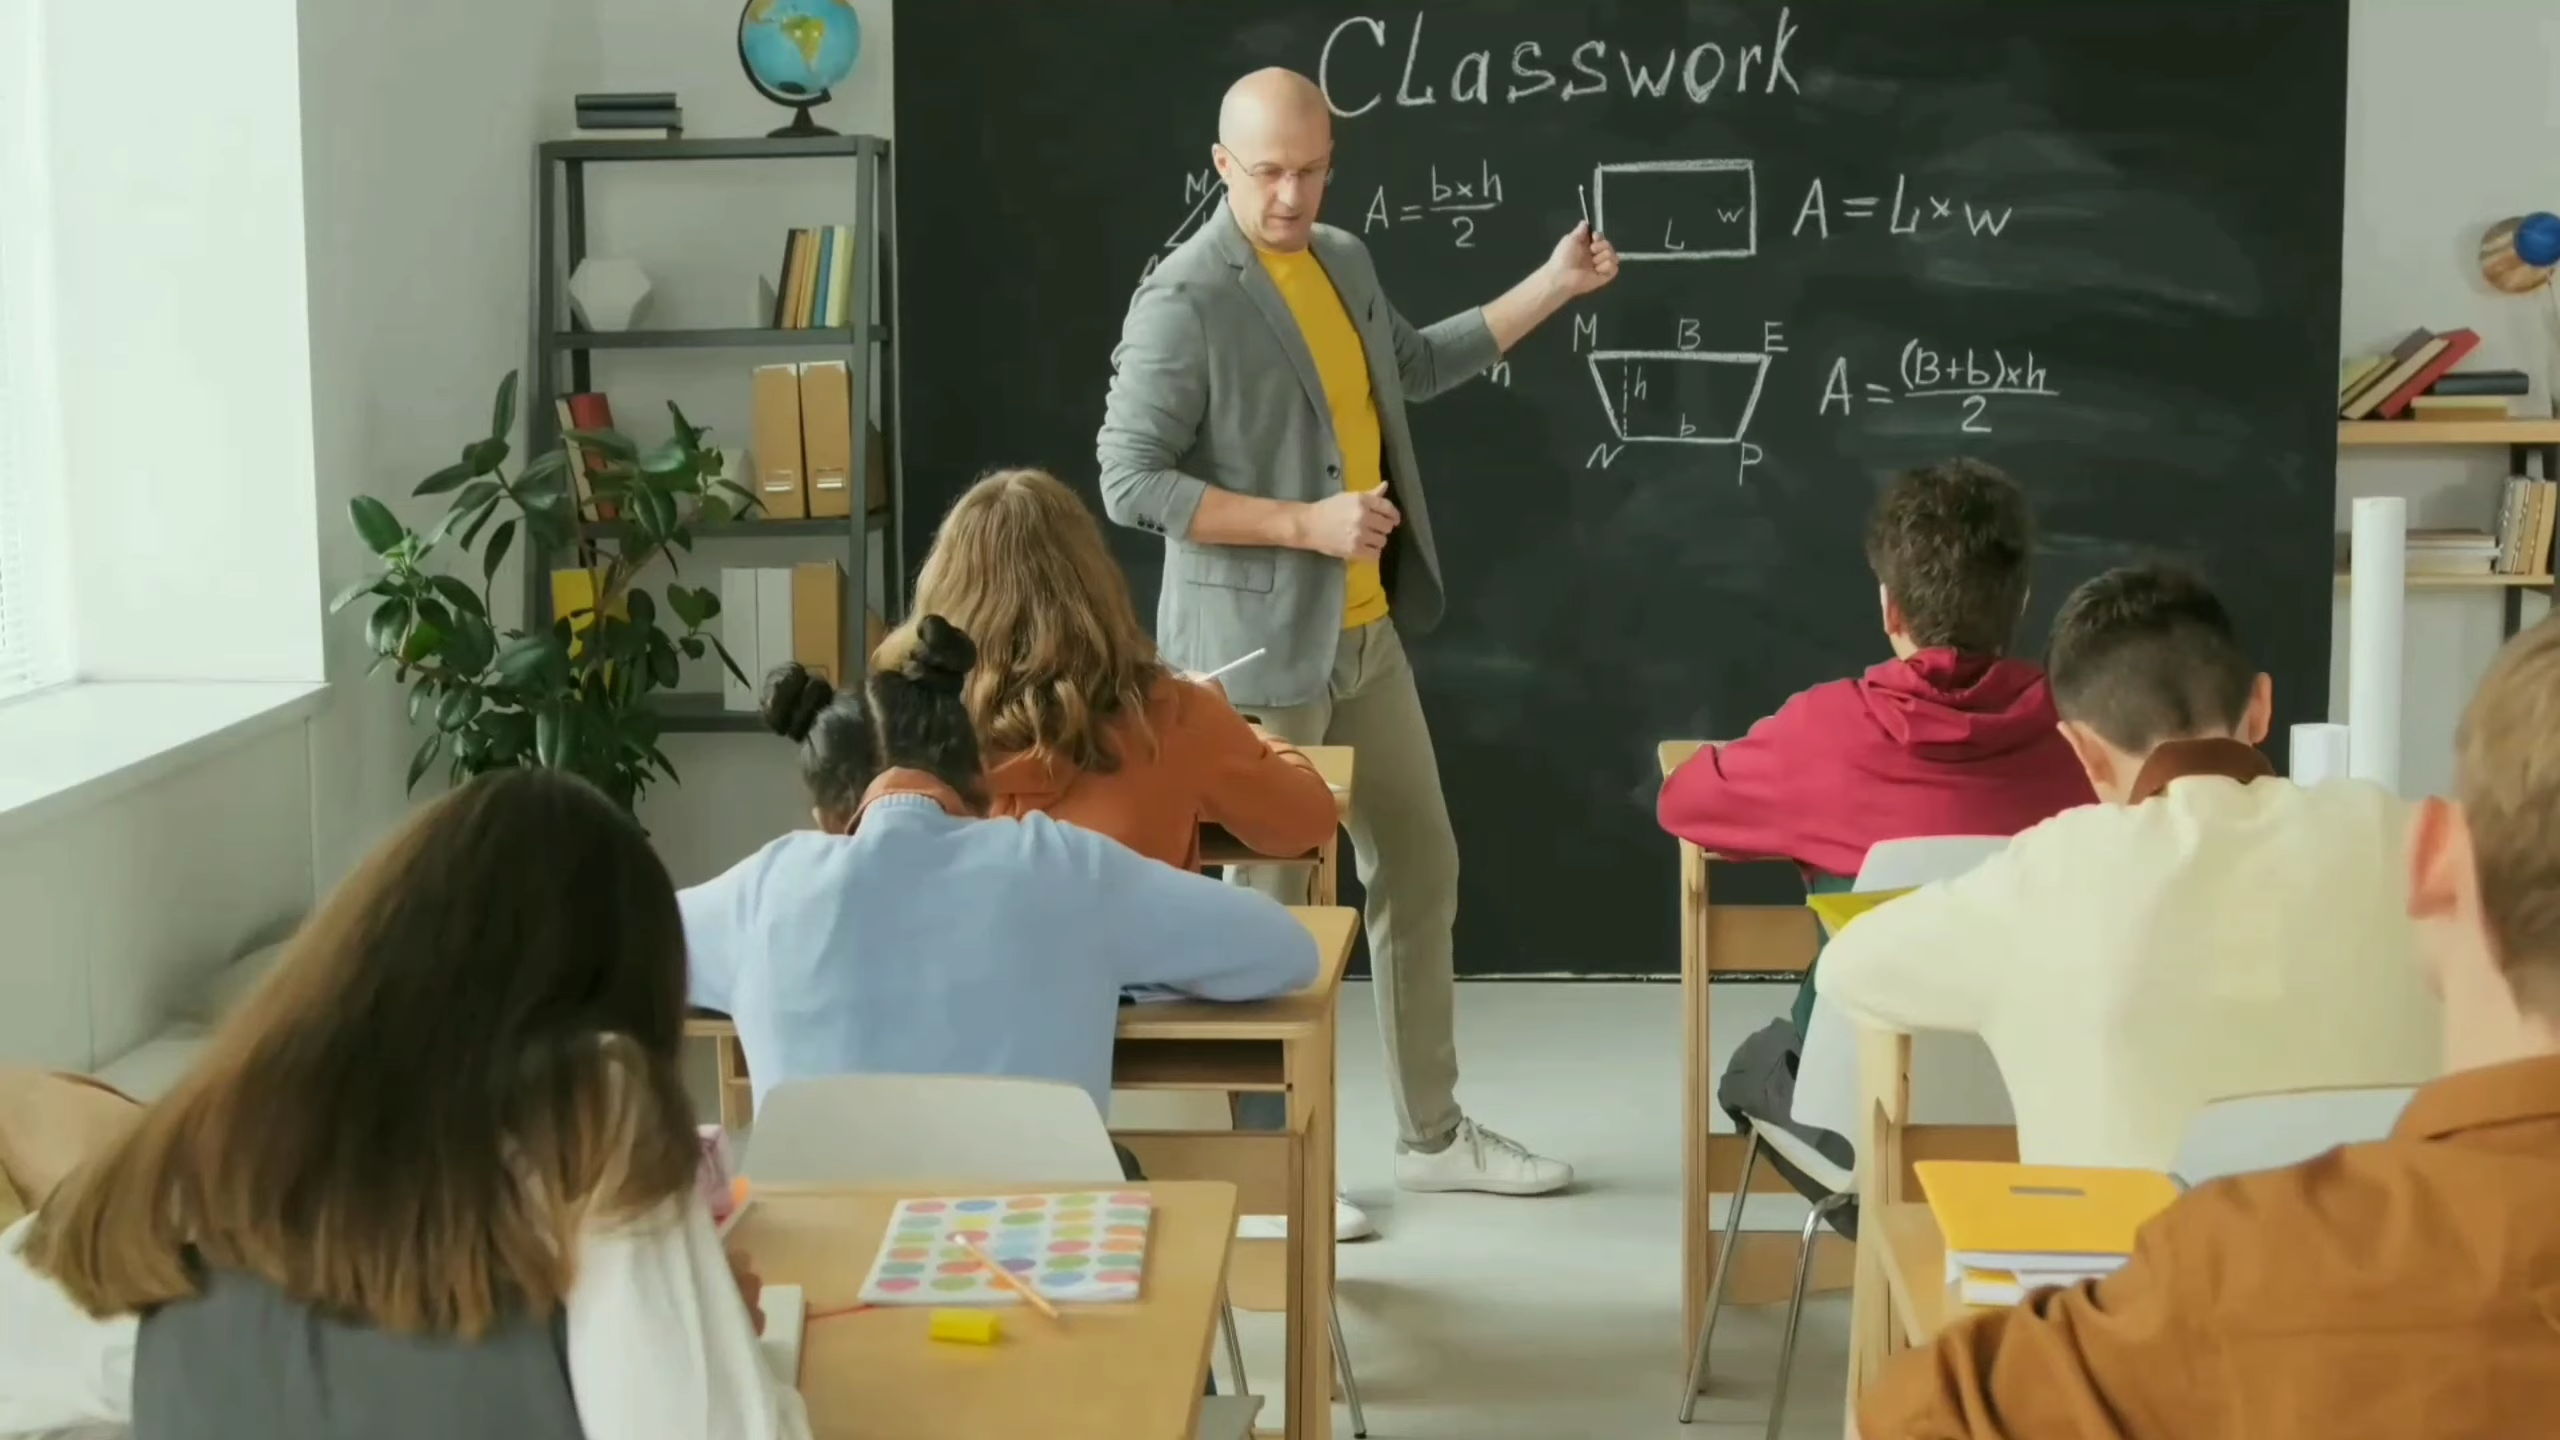 Classwork
M
A = b×h/2
L
w
A = L×w
h
M B E
h
b
N P
A = (B+b)×h/2